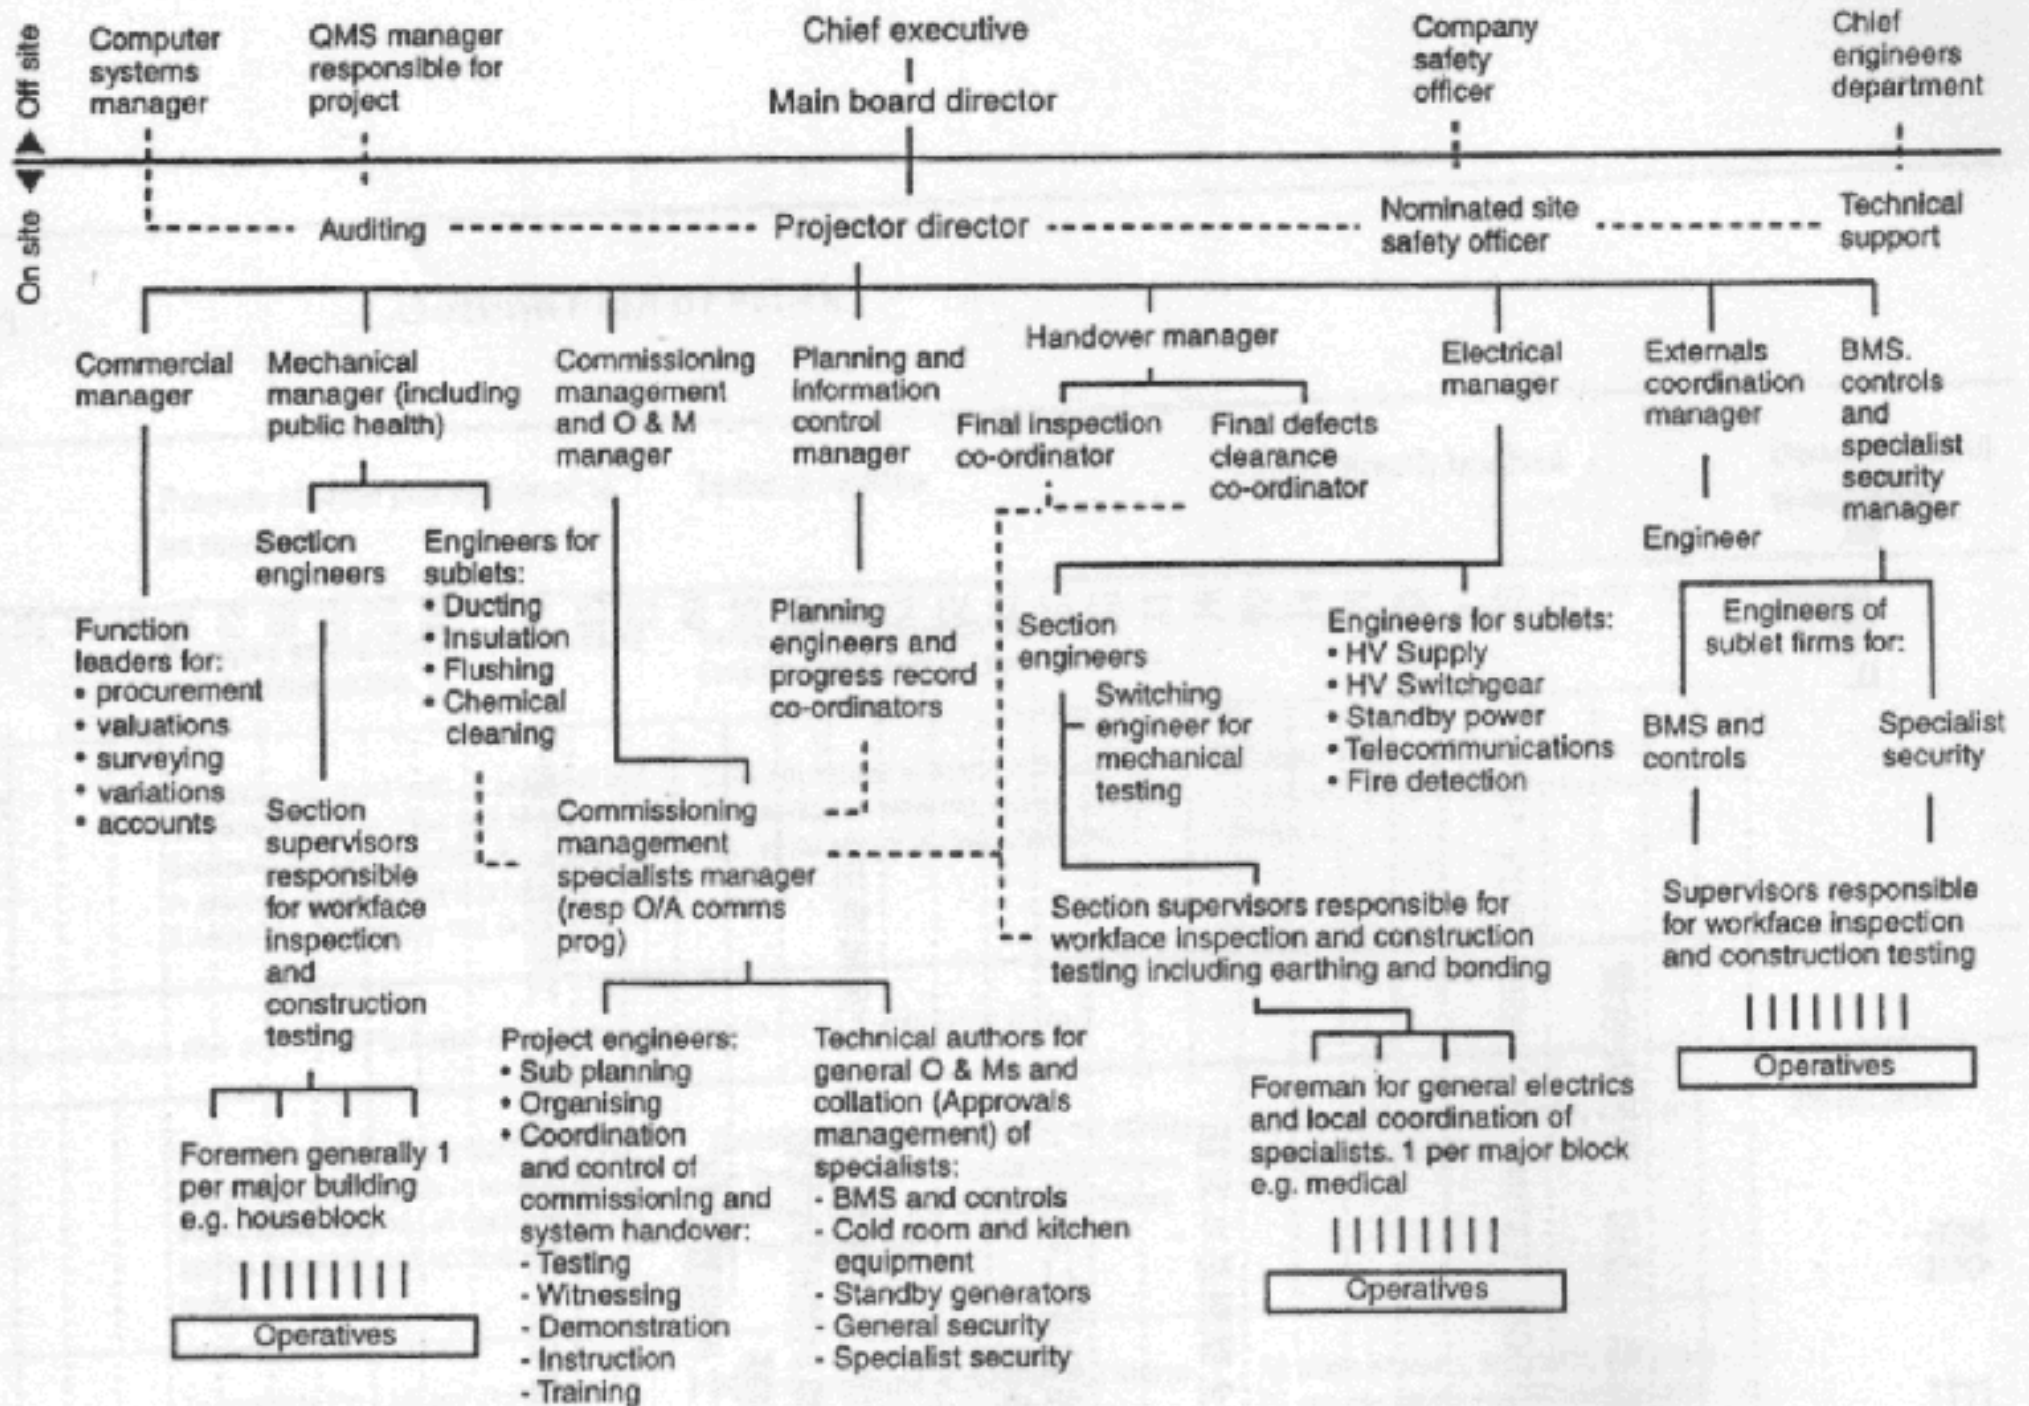 Off site
On site
Computer
systems
manager
QMS manager
responsible for
project
Chief executive
Main board director
Company
safety
officer
Chief
engineers
department
Auditing
Projector director
Nominated site
safety officer
Technical
support
Commercial
manager
Mechanical
manager (including
public health)
Commissioning
management
and O & M
manager
Planning and
information
control
manager
Handover manager
Final inspection
co-ordinator
Final defects
clearance
co-ordinator
Electrical
manager
Externals
coordination
manager
BMS.
controls
and
specialist
security
manager
Function
leaders for:
• procurement
• valuations
• surveying
• variations
• accounts
Section
engineers
Engineers for
sublets:
• Ducting
• Insulation
• Flushing
• Chemical
cleaning
Planning
engineers and
progress record
co-ordinators
Section
engineers
Switching
engineer for
mechanical
testing
Engineers for sublets:
• HV Supply
• HV Switchgear
• Standby power
• Telecommunications
• Fire detection
Engineer
Engineers of
sublet firms for:
BMS and
controls
Specialist
security
Section
supervisors
responsible
for workface
inspection
and
construction
testing
Commissioning
management
specialists manager
(resp O/A comms
prog)
Section supervisors responsible for
workface inspection and construction
testing including earthing and bonding
Supervisors responsible
for workface inspection
and construction testing
Operatives
Foremen generally 1
per major building
e.g. houseblock
Operatives
Project engineers:
• Sub planning
• Organising
• Coordination
and control of
commissioning and
system handover:
- Testing
- Witnessing
- Demonstration
- Instruction
- Training
Technical authors for
general O & Ms and
collation (Approvals
management) of
specialists:
- BMS and controls
- Cold room and kitchen
equipment
- Standby generators
- General security
- Specialist security
Foreman for general electrics
and local coordination of
specialists. 1 per major block
e.g. medical
Operatives